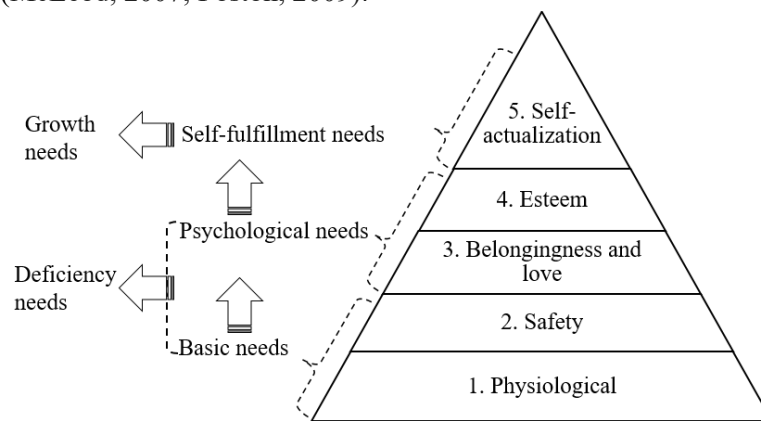 5. Self-
actualization
Growth
needs
Self-fulfillment needs
4. Esteem
Psychological needs
3. Belongingness and
love
Deficiency
needs
2. Safety
Basic needs
1. Physiological